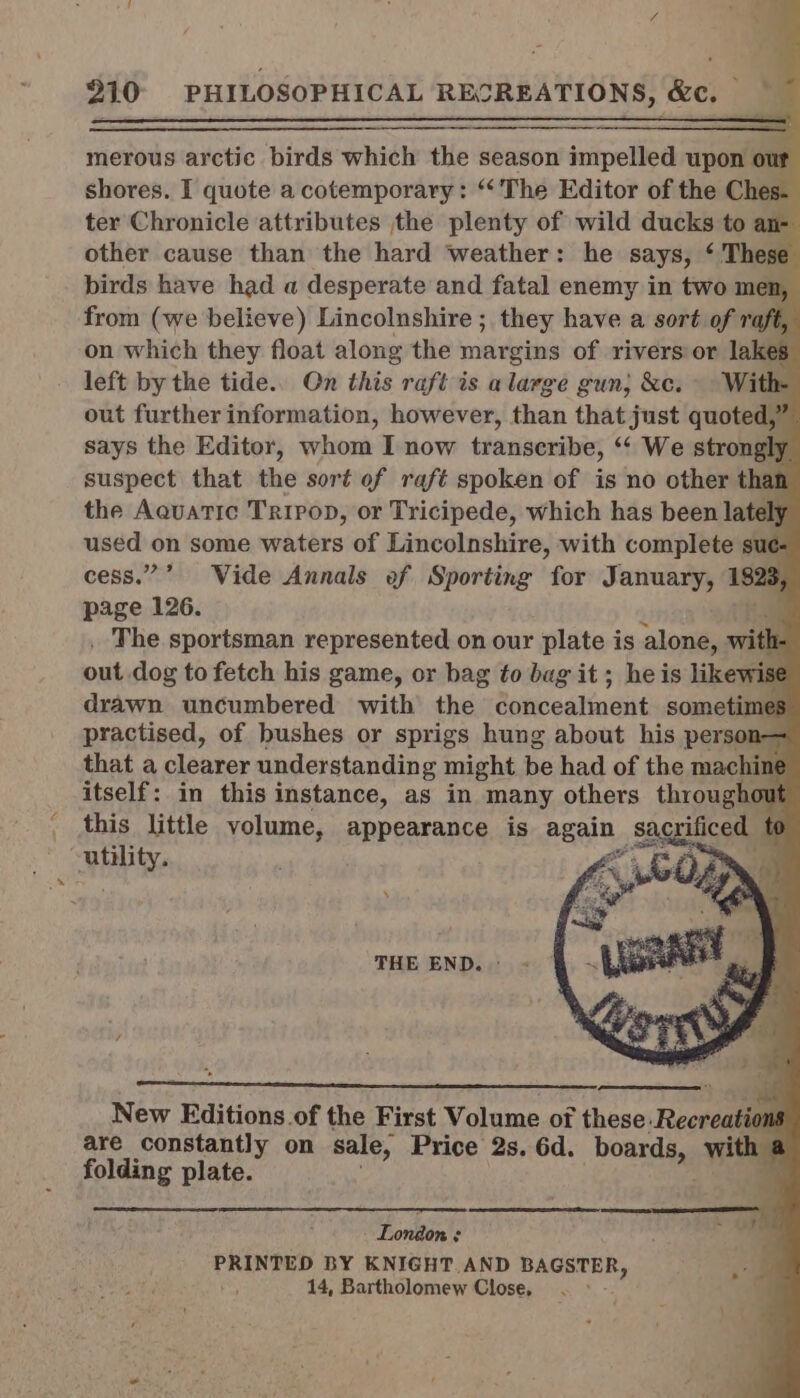 210 PHILOSOPHICAL RECREATIONS, &c.
merous arctic birds which the season impelled upon our
shores. I quote a cotemporary: “The Editor of the Ches-
ter Chronicle attributes the plenty of wild ducks to an-
other cause than the hard weather: he says, ‘These
birds have had a desperate and fatal enemy in two men,
from (we believe) Lincolnshire; they have a sort of raft,
on which they float along the margins of rivers or lakes
left by the tide. On this raft is a large gun, &c. With-
out further information, however, than that just quoted,”
says the Editor, whom I now transcribe, “We strongly
suspect that the sort of raft spoken of is no other than
the AQUATIC TRIPOD, or Tricipede, which has been lately
used on some waters of Lincolnshire, with complete suc-
cess.”’ Vide Annals of Sporting for January, 1823,
page 126.
The sportsman represented on our plate is alone, with-
out dog to fetch his game, or bag to bag it; he is likewise
drawn uncumbered with the concealment sometimes
practised, of bushes or sprigs hung about his person—
that a clearer understanding might be had of the machine
itself: in this instance, as in many others throughout
this little volume, appearance is again sacrificed to
utility.
THE END.
LIBRARY
New Editions of the First Volume of these Recreations
are constantly on sale, Price 2s. 6d. boards, with a
folding plate.
London:
PRINTED BY KNIGHT AND BAGSTER,
14, Bartholomew Close.